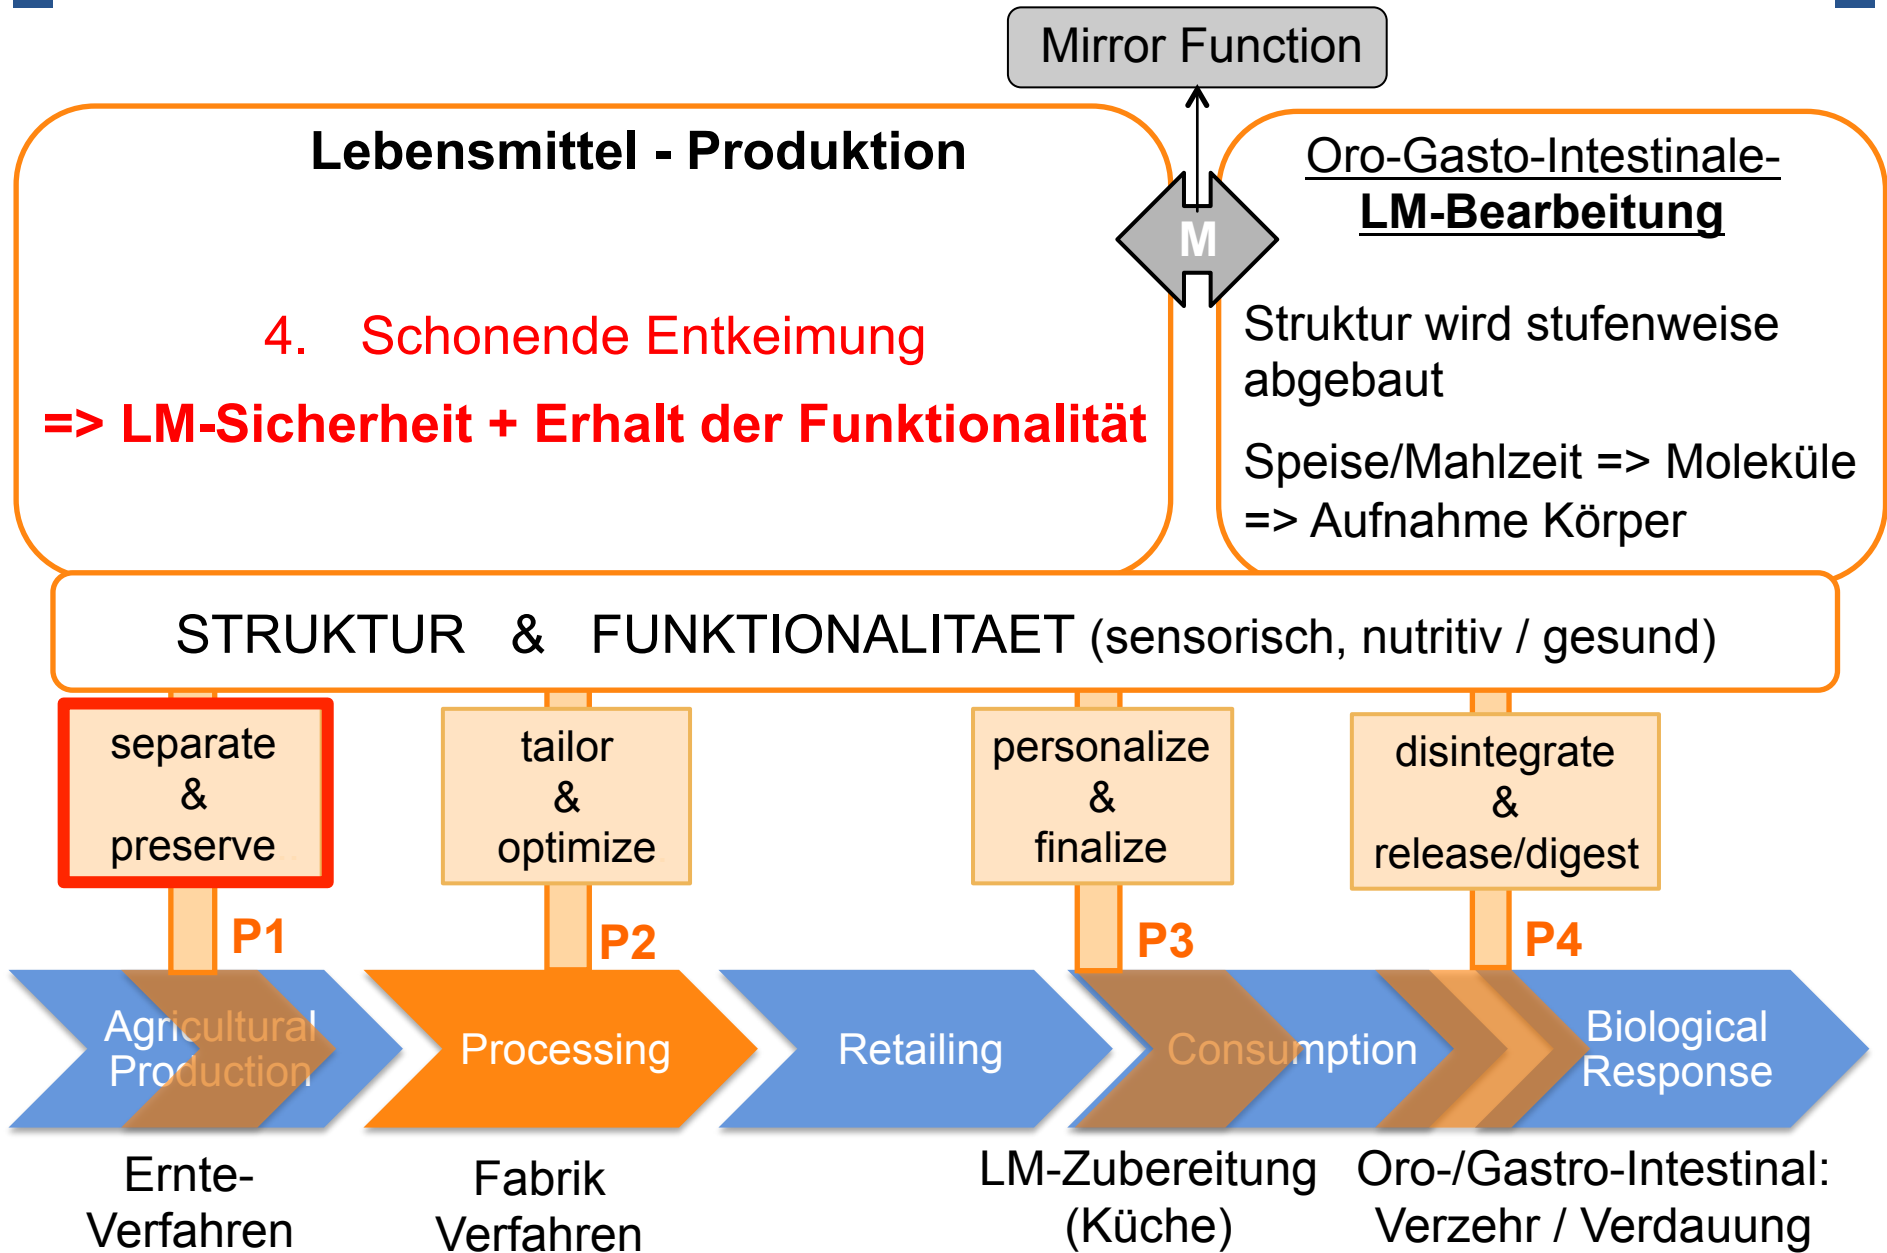 Mirror Function
Lebensmittel - Produktion
4. Schonende Entkeimung
=> LM-Sicherheit + Erhalt der Funktionalität
M
Oro-Gasto-Intestinale-
LM-Bearbeitung
Struktur wird stufenweise
abgebaut
Speise/Mahlzeit => Moleküle
=> Aufnahme Körper
STRUKTUR & FUNKTIONALITAET (sensorisch, nutritiv / gesund)
separate
&
preserve
tailor
&
optimize
personalize
&
finalize
disintegrate
&
release/digest
P1
P2
P3
P4
Agricultural
Production
Processing
Retailing
Consumption
Biological
Response
Ernte-
Verfahren
Fabrik
Verfahren
LM-Zubereitung
(Küche)
Oro-/Gastro-Intestinal:
Verzehr / Verdauung